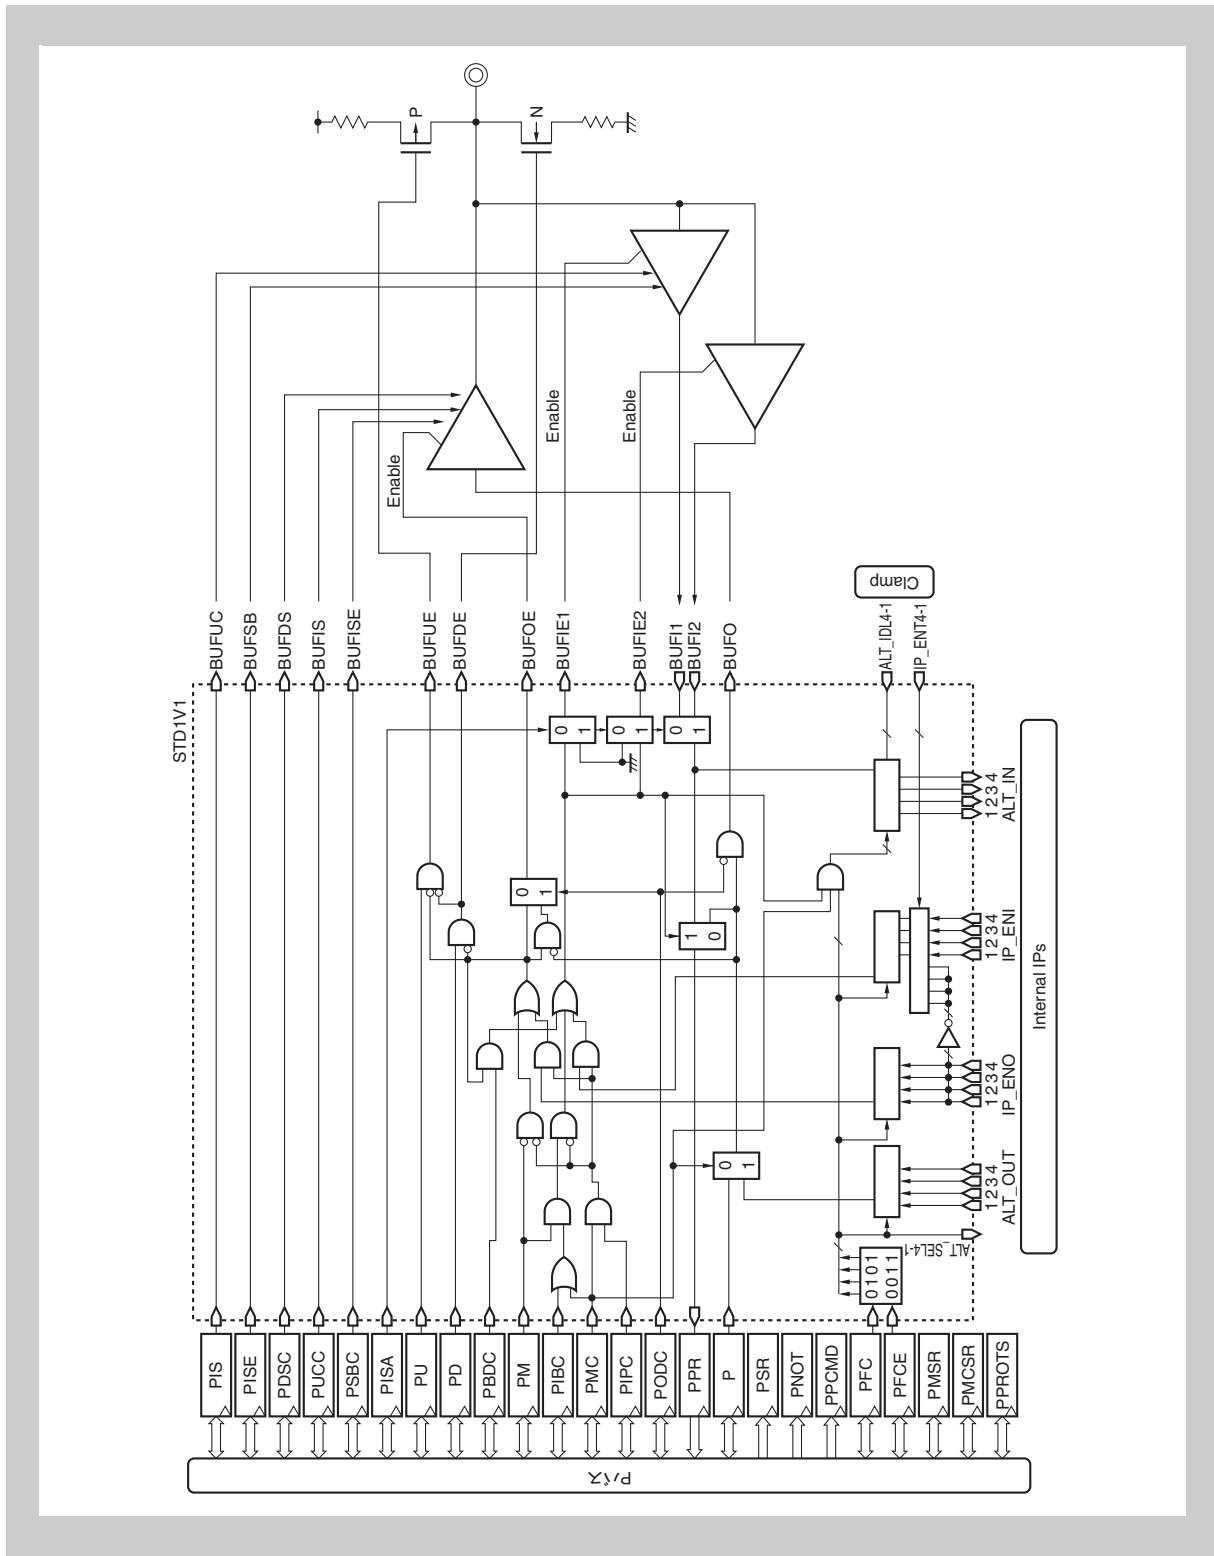 P
N
Enable
Enable
Enable
BUFUC
BUFSB
BUFDS
BUFIS
BUFISE
BUFUE
BUFDE
BUFOE
BUFIE1
BUFIE2
BUFI1
BUFI2
BUFO
Clamp
ALT_IDL4-1
IP_ENT4-1
STD1V1
0 1
0 1
0 1
0 1
1 0
0 1
1 2 3 4
ALT_IN
1 2 3 4
IP_ENI
1 2 3 4
IP_ENO
1 2 3 4
ALT_OUT
ALT_SEL4-1
0 1 0 1
0 0 1 1
Internal IPs
PIS
PISE
PDSC
PUCC
PSBC
PISA
PU
PD
PBDC
PM
PIBC
PMC
PIPC
PODC
PPR
P
PSR
PNOT
PPCMD
PFC
PFCE
PMSR
PMCSR
PPROTS
Pバス